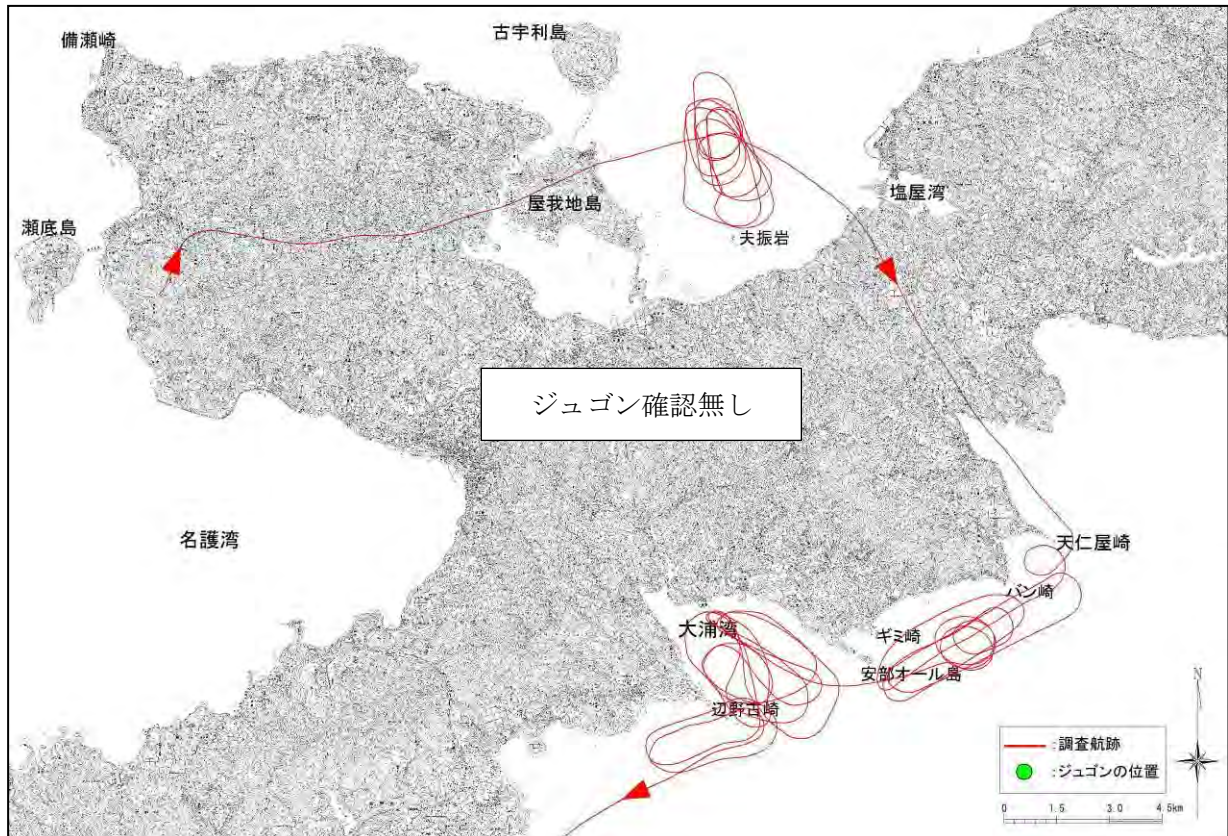 備瀬崎
古宇利島
瀬底島
屋我地島
塩屋湾
夫振岩
ジュゴン確認無し
名護湾
天仁屋崎
バン崎
大浦湾
ギミ崎
安部オール島
辺野古崎
N
:調査航跡
:ジュゴンの位置
0 1.5 3.0 4.5km